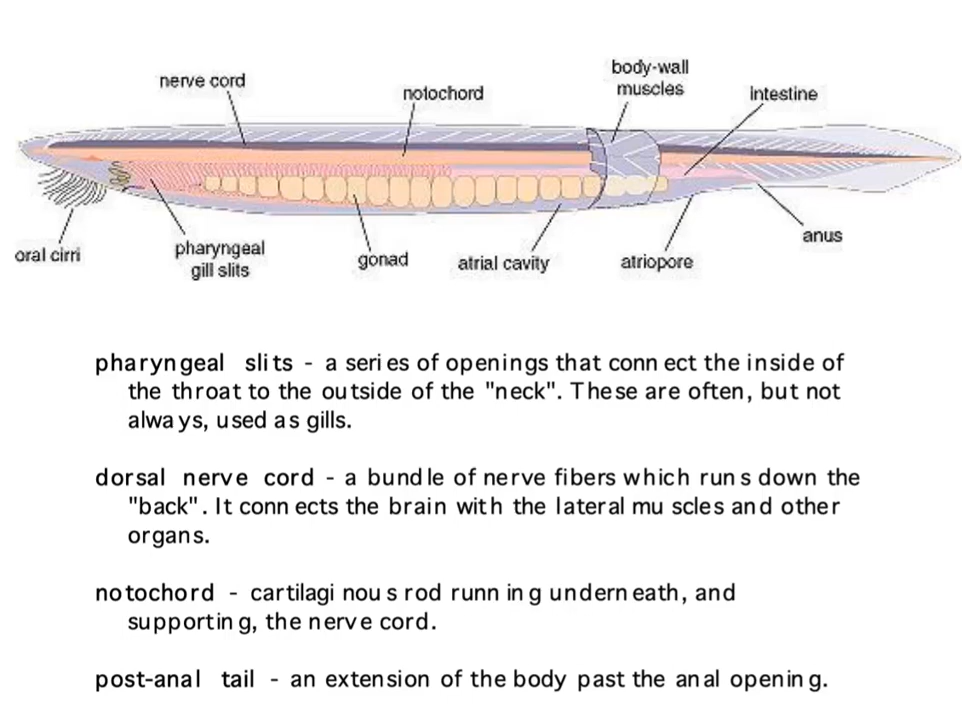 body-wall
muscles
nerve cord
notochord
intestine
oral cirri
pharyngeal
gill slits
gonad
atrial cavity
atriopore
anus
pharyngeal slits - a series of openings that connect the inside of
the throat to the outside of the "neck". These are often, but not
always, used as gills.
dorsal nerve cord - a bundle of nerve fibers which runs down the
"back". It connects the brain with the lateral muscles and other
organs.
notochord - cartilaginous rod running underneath, and
supporting, the nerve cord.
post-anal tail - an extension of the body past the anal opening.